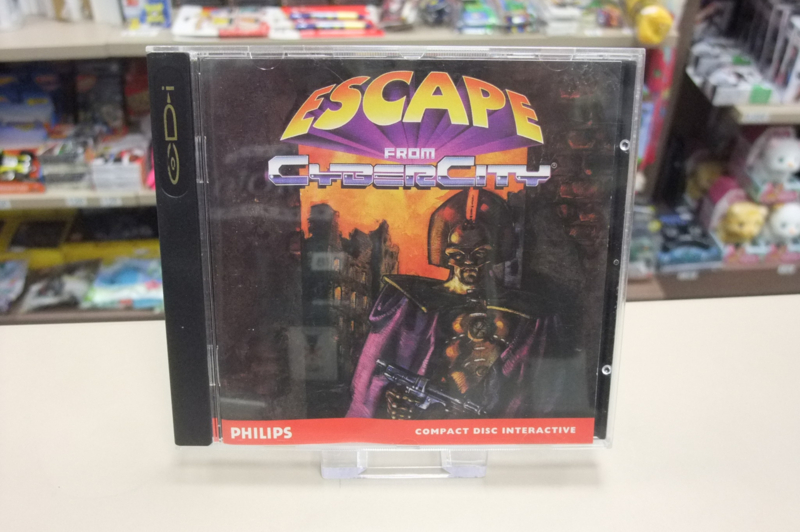 CD-i
ESCAPE
FROM
CYBERCITY®
PHILIPS
COMPACT DISC INTERACTIVE